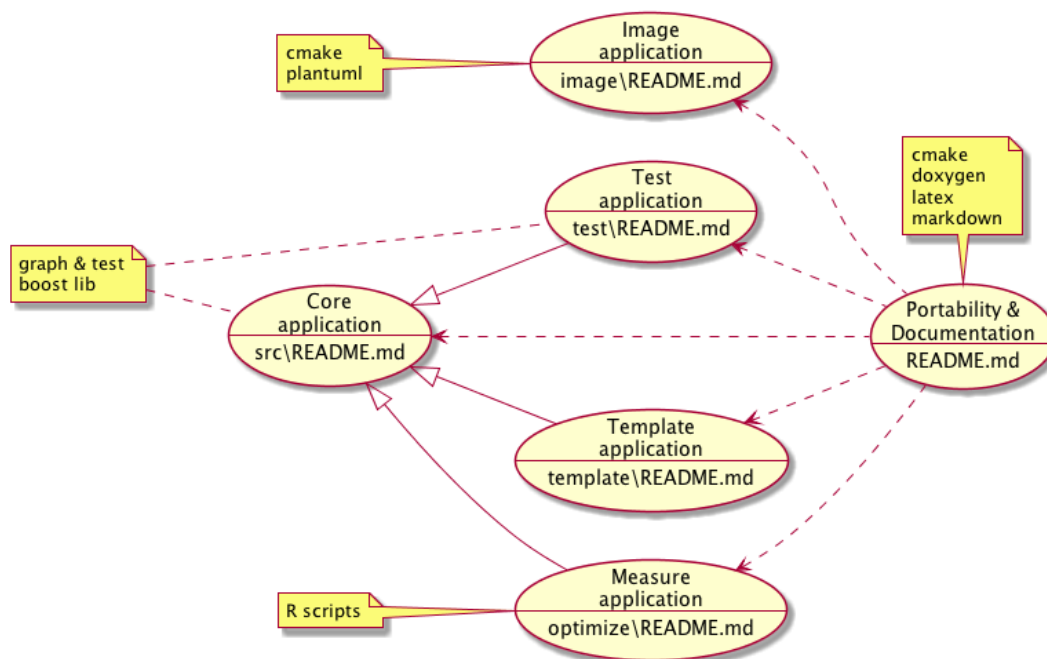 Image
application
image\README.md
cmake
plantuml
cmake
doxygen
latex
markdown
Test
application
test\README.md
graph & test
boost lib
Core
application
src\README.md
Portability &
Documentation
README.md
Template
application
template\README.md
Measure
application
optimize\README.md
R scripts